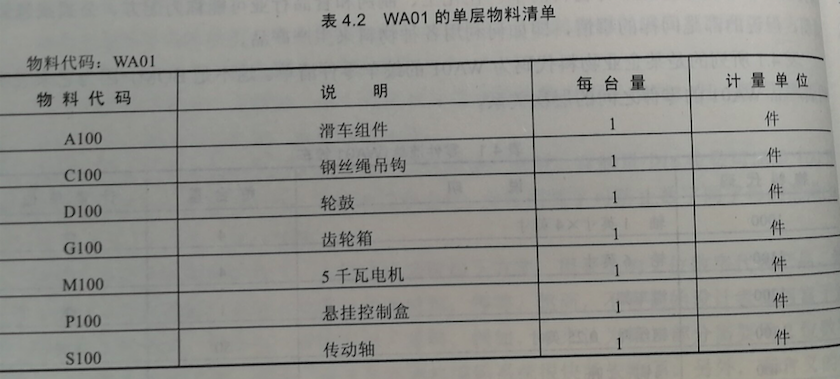 表 4.2 WA01 的单层物料清单
物料代码：WA01
物料代码 说明 每台量 计量单位
A100 滑车组件 1 件
C100 钢丝绳吊钩 1 件
D100 轮鼓 1 件
G100 齿轮箱 1 件
M100 5 千瓦电机 1 件
P100 悬挂控制盒 1 件
S100 传动轴 1 件